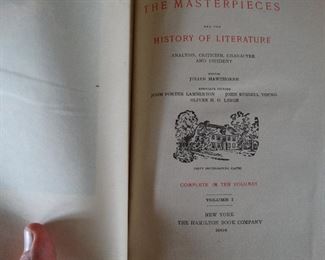 THE MASTERPIECES
AND THE
HISTORY OF LITERATURE
ANALYSIS, CRITICISM, CHARACTER
AND INCIDENT
EDITOR
JULIAN HAWTHORNE
ASSOCIATE EDITORS
JOHN PORTER LAMBERTON JOHN RUSSELL YOUNG
OLIVER H. G. LEIGH
COMPLETE IN TEN VOLUMES
VOLUME I
NEW YORK
THE HAMILTON BOOK COMPANY